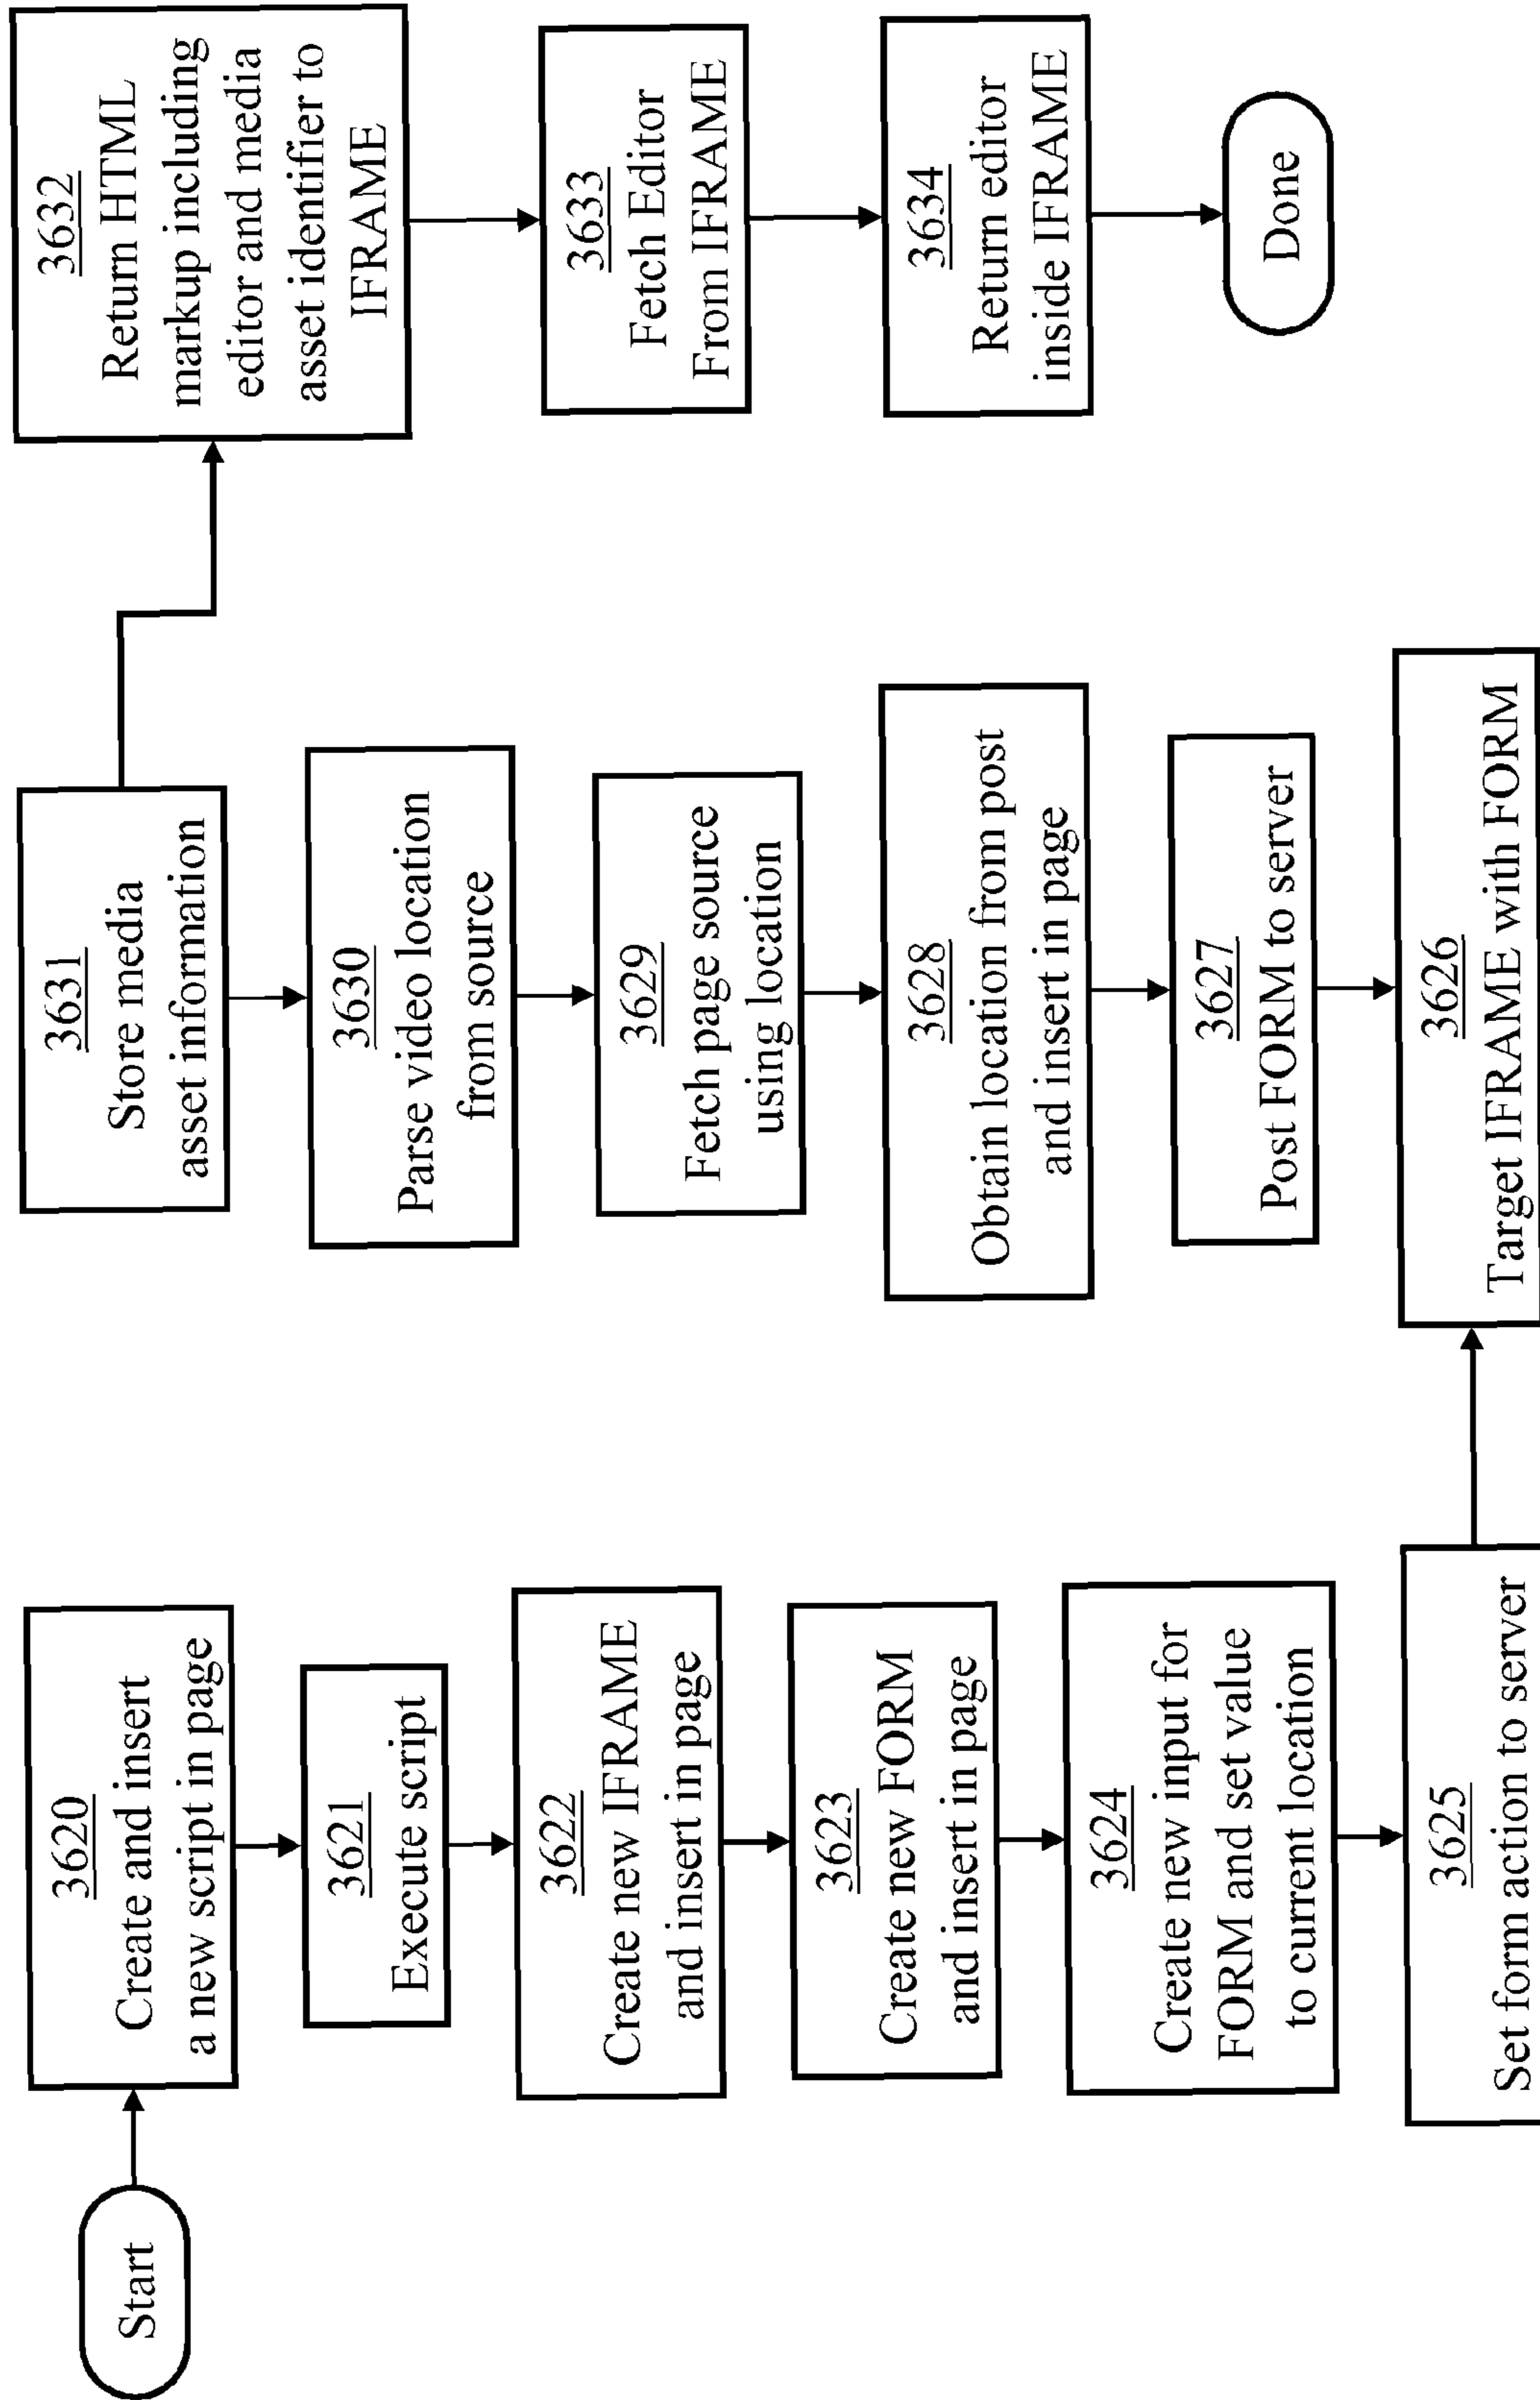 Start
3620
Create and insert
a new script in page
3621
Execute script
3622
Create new IFRAME
and insert in page
3623
Create new FORM
and insert in page
3624
Create new input for
FORM and set value
to current location
3625
Set form action to server
3626
Target IFRAME with FORM
3627
Post FORM to server
3628
Obtain location from post
and insert in page
3629
Fetch page source
using location
3630
Parse video location
from source
3631
Store media
asset information
3632
Return HTML
markup including
editor and media
asset identifier to
IFRAME
3633
Fetch Editor
From IFRAME
3634
Return editor
inside IFRAME
Done